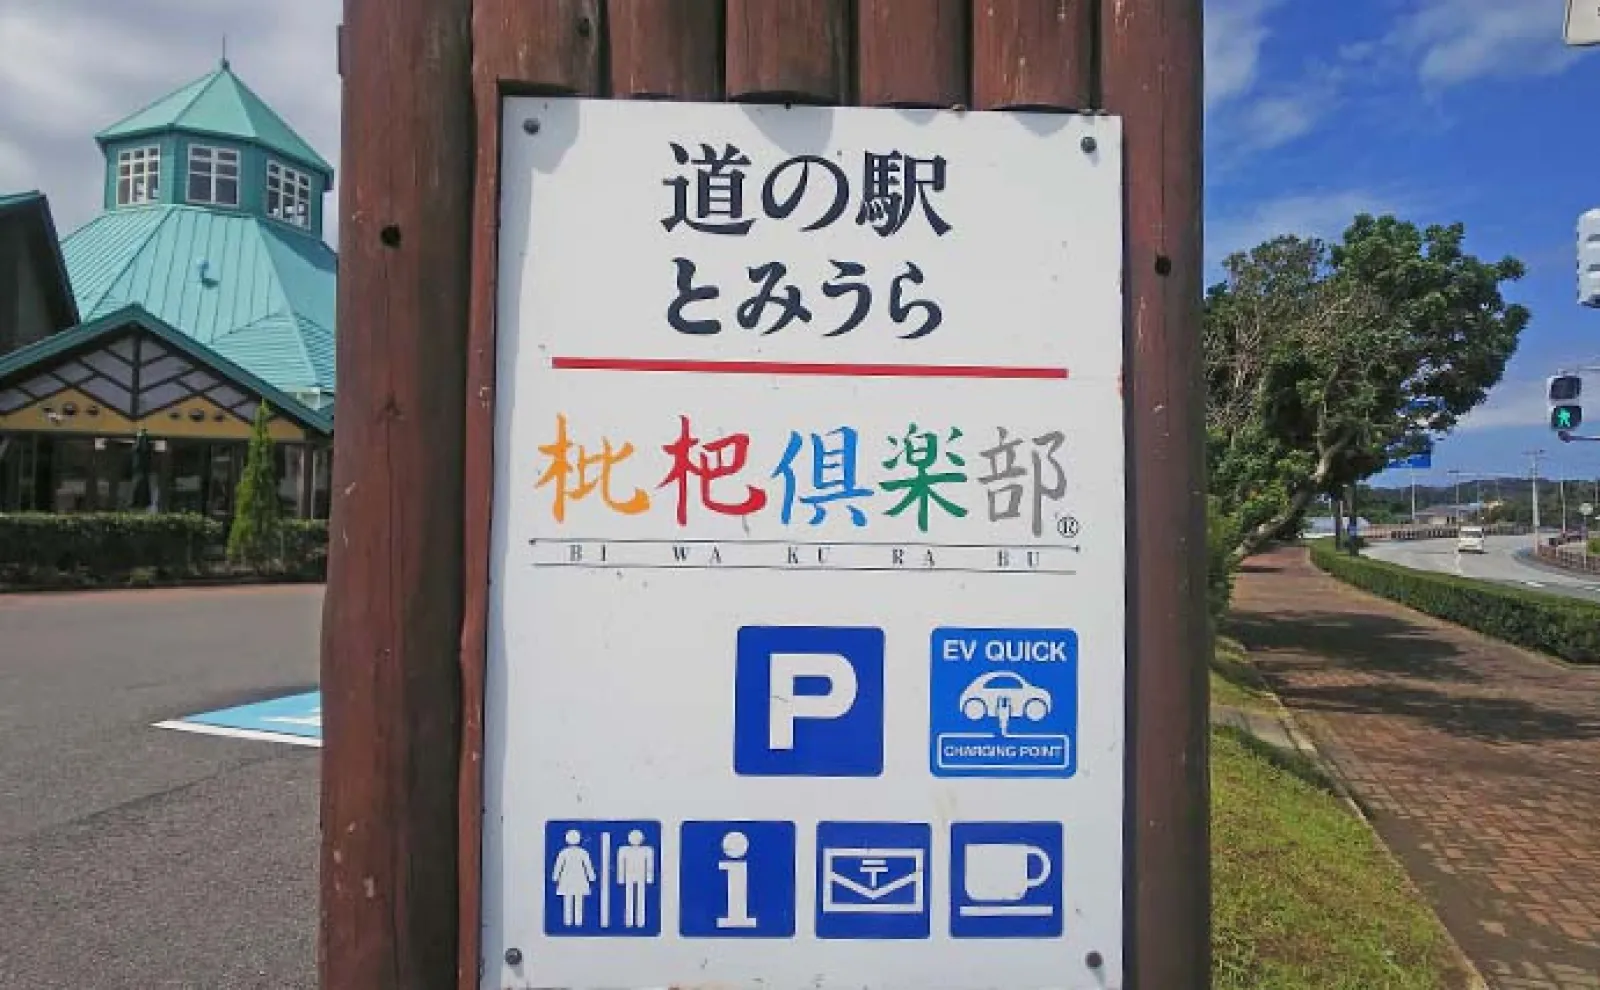 道の駅
とみうら
枇杷倶楽部®
BI WA KU RA BU
P
EV QUICK
CHARGING POINT
i
〒